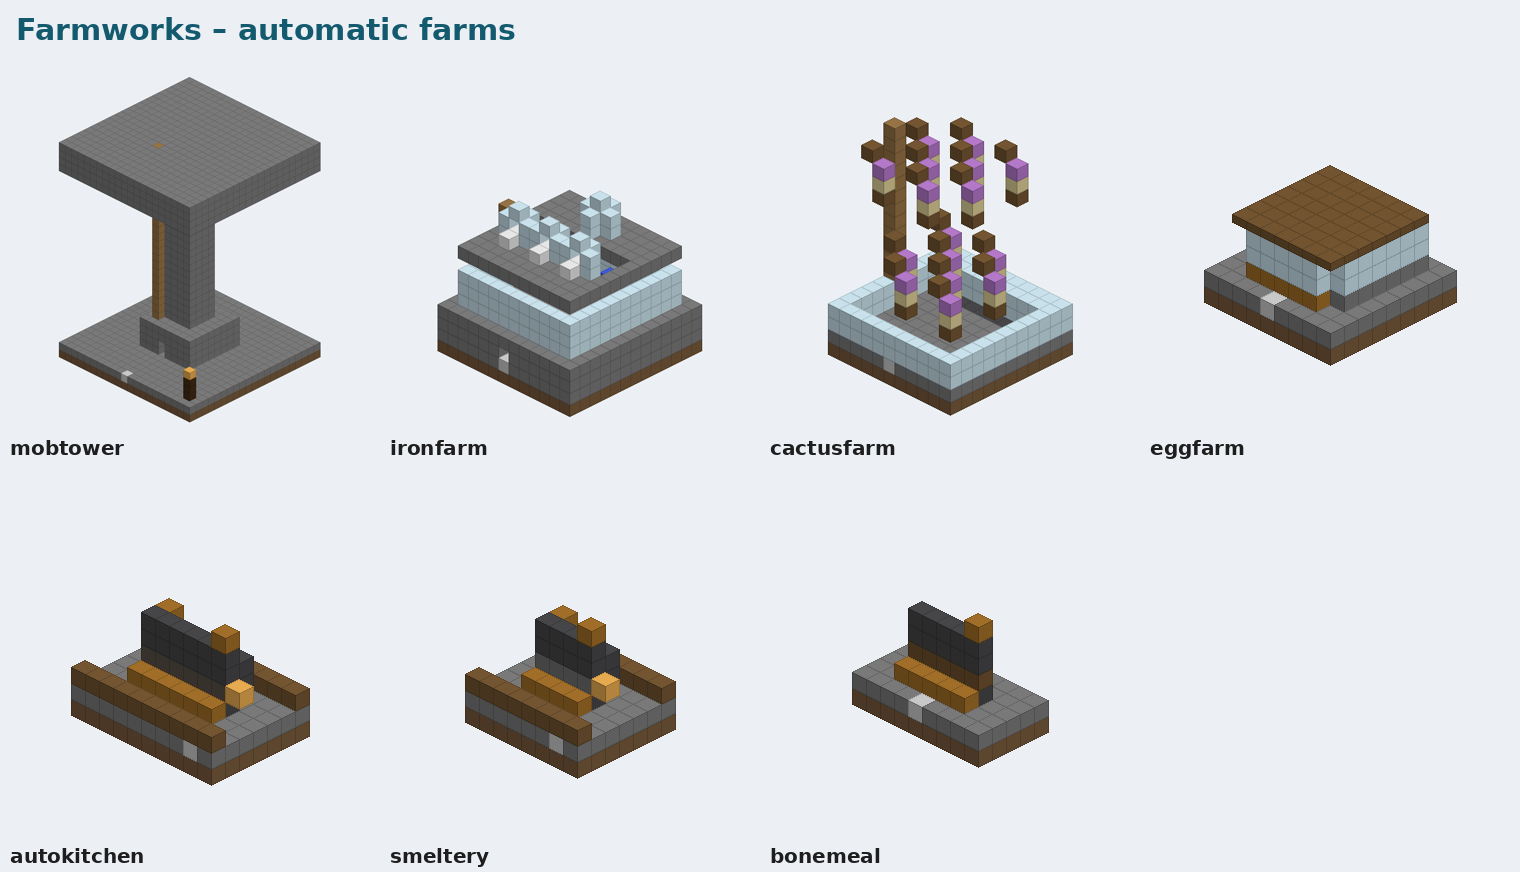 Farmworks – automatic farms
mobtower
ironfarm
cactusfarm
eggfarm
autokitchen
smeltery
bonemeal